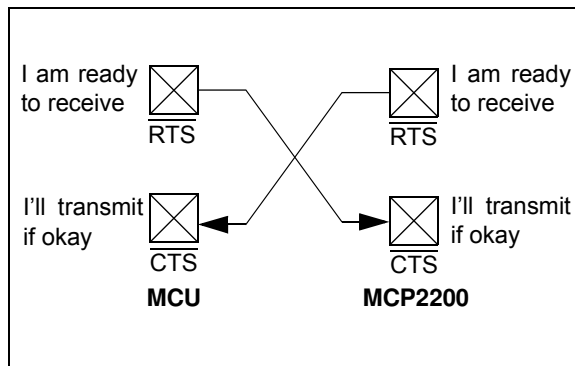 I am ready
to receive
RTS
I am ready
to receive
RTS
I'll transmit
if okay
CTS
I'll transmit
if okay
CTS
MCU
MCP2200